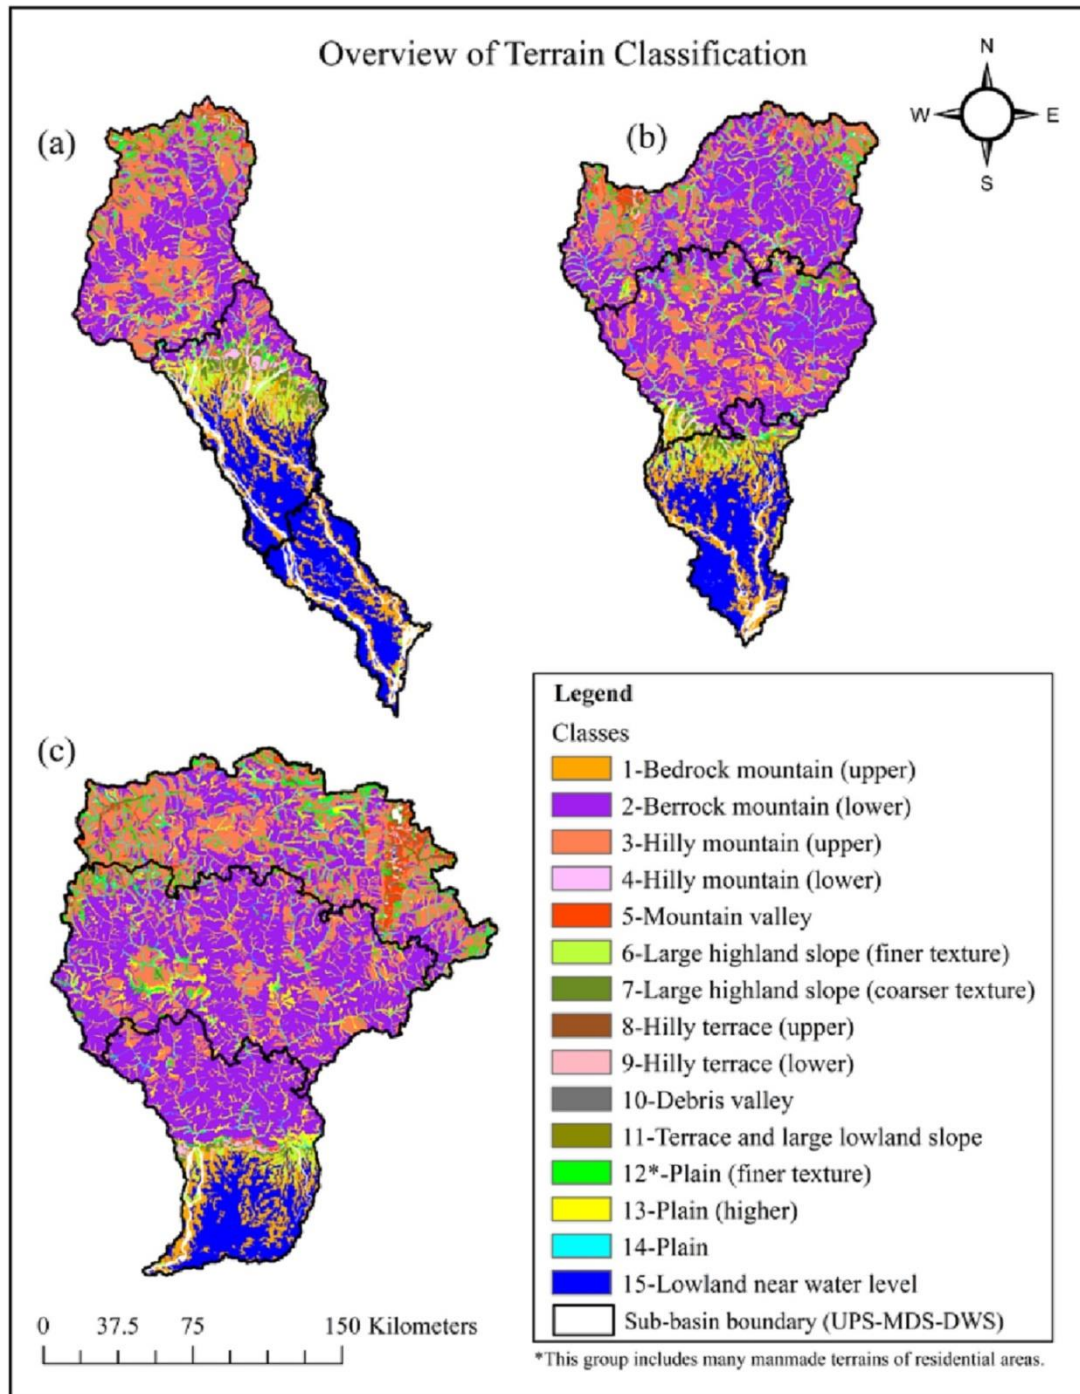 Overview of Terrain Classification
N
W
E
S
(a)
(b)
(c)
Legend
Classes
1-Bedrock mountain (upper)
2-Berrock mountain (lower)
3-Hilly mountain (upper)
4-Hilly mountain (lower)
5-Mountain valley
6-Large highland slope (finer texture)
7-Large highland slope (coarser texture)
8-Hilly terrace (upper)
9-Hilly terrace (lower)
10-Debris valley
11-Terrace and large lowland slope
12*-Plain (finer texture)
13-Plain (higher)
14-Plain
15-Lowland near water level
Sub-basin boundary (UPS-MDS-DWS)
0 37.5 75 150 Kilometers
*This group includes many manmade terrains of residential areas.